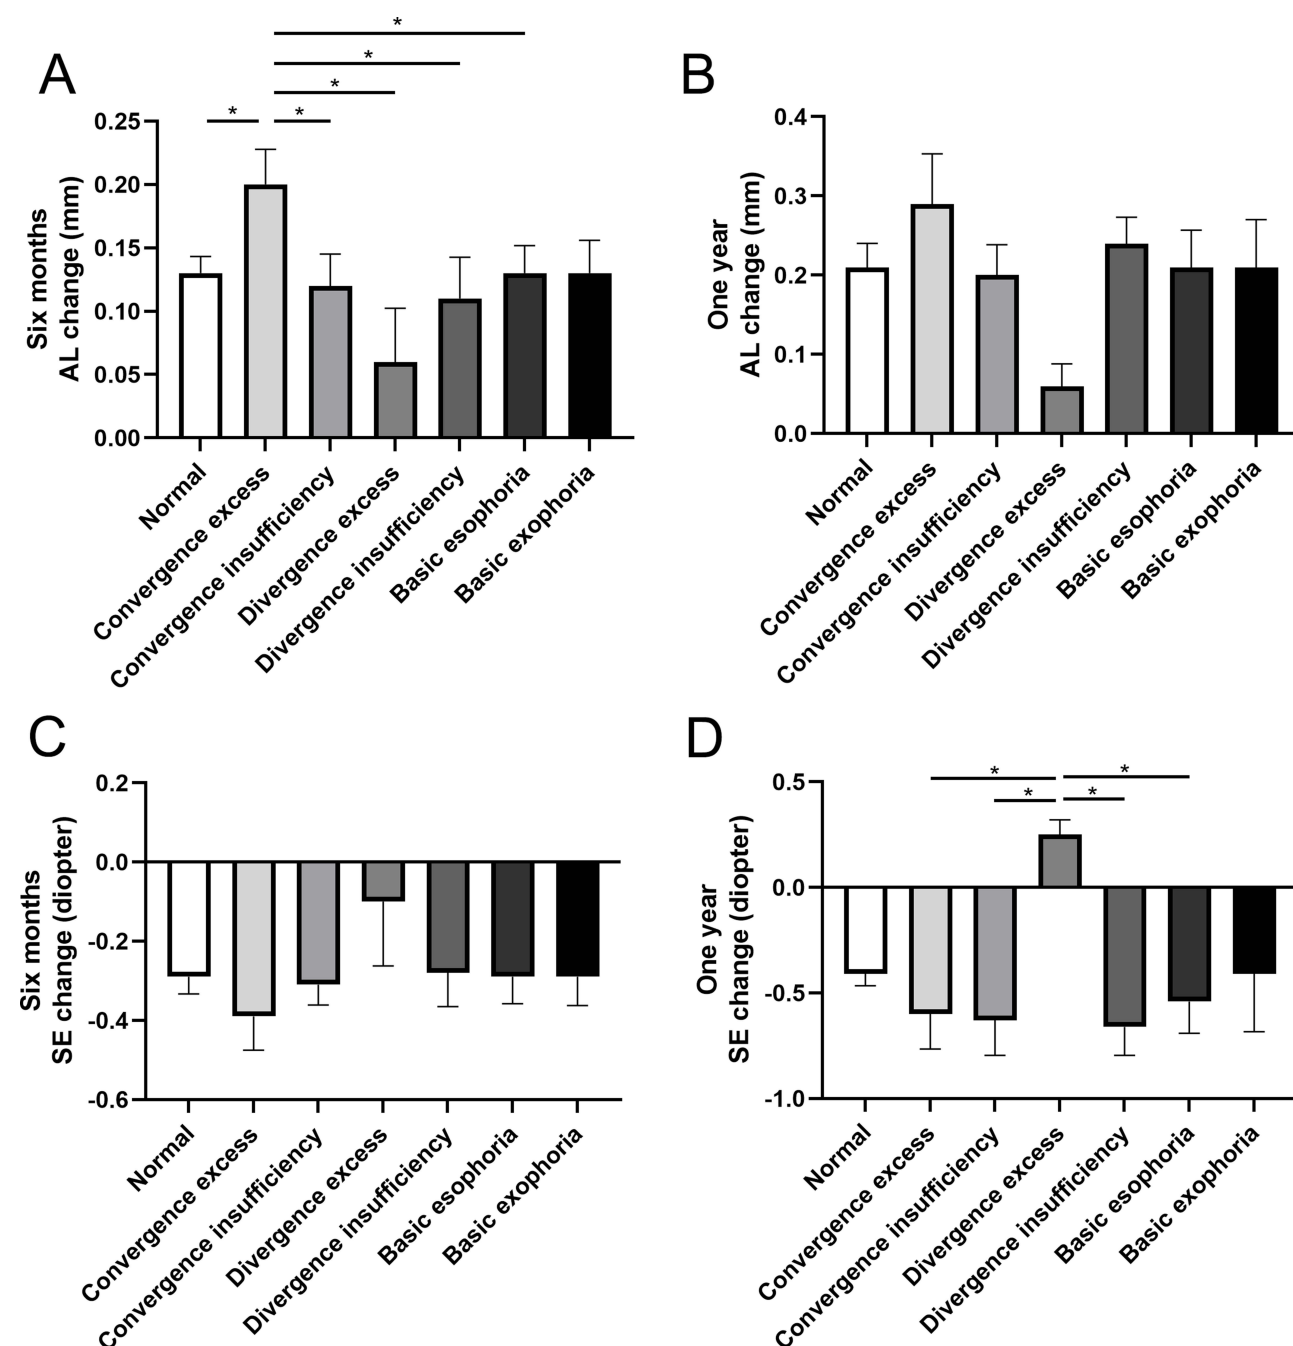 *
*
A
*
B
*
*
0.25
0.20
0.15
0.10
0.05
0.00
Six months
AL change (mm)
Normal
Convergence excess
Convergence insufficiency
Divergence excess
Divergence insufficiency
Basic esophoria
Basic exophoria
0.4
0.3
0.2
0.1
0.0
One year
AL change (mm)
Normal
Convergence excess
Convergence insufficiency
Divergence excess
Divergence insufficiency
Basic esophoria
Basic exophoria
C
0.2
0.0
-0.2
-0.4
-0.6
Six months
SE change (diopter)
Normal
Convergence excess
Convergence insufficiency
Divergence excess
Divergence insufficiency
Basic esophoria
Basic exophoria
D
*
*
*
*
0.5
0.0
-0.5
-1.0
One year
SE change (diopter)
Normal
Convergence excess
Convergence insufficiency
Divergence excess
Divergence insufficiency
Basic esophoria
Basic exophoria